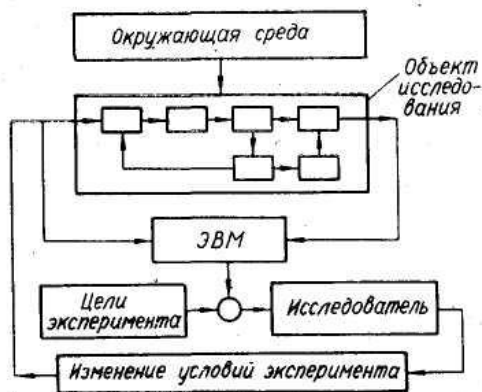 Окружающая среда
Объект
исследо-
вания
ЭВМ
Цели
эксперимента
Исследователь
Изменение условий эксперимента